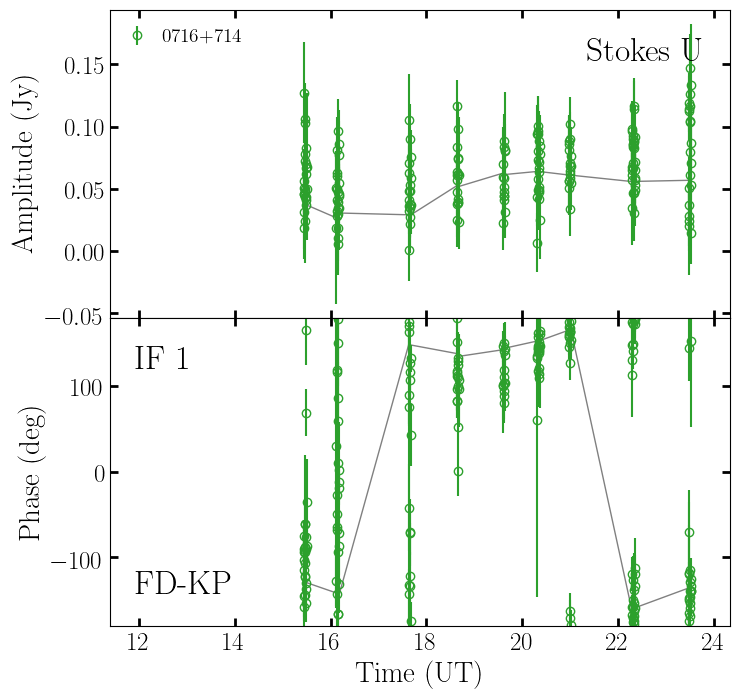 0716+714
Stokes U
Amplitude (Jy)
0.15
0.10
0.05
0.00
−0.05
IF 1
Phase (deg)
100
0
−100
FD-KP
12 14 16 18 20 22 24
Time (UT)